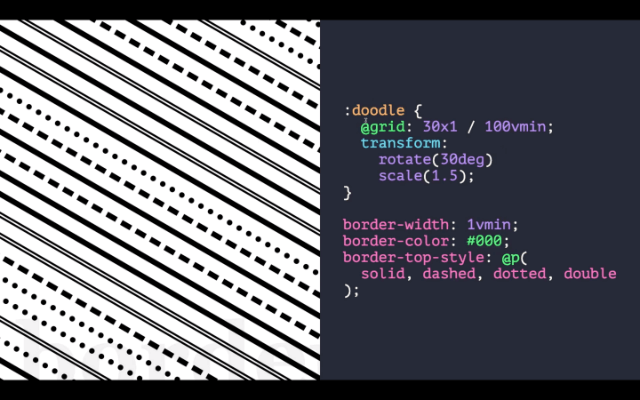 :doodle {
@grid: 30x1 / 100vmin;
transform:
rotate(30deg)
scale(1.5);
}
border-width: 1vmin;
border-color: #000;
border-top-style: @p(
solid, dashed, dotted, double
);